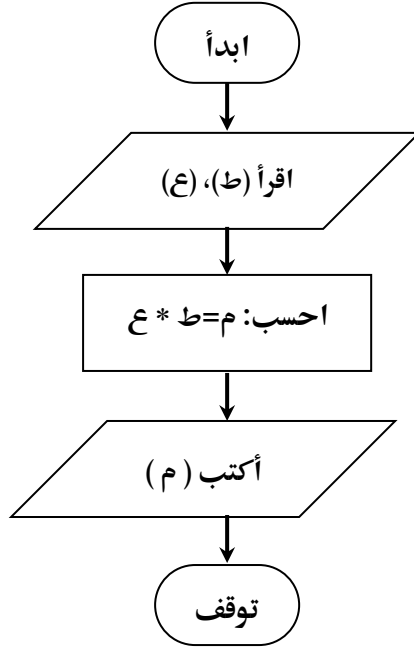 ابدأ
اقرأ (ط)، (ع)
احسب: م=ط * ع
أكتب ( م )
توقف